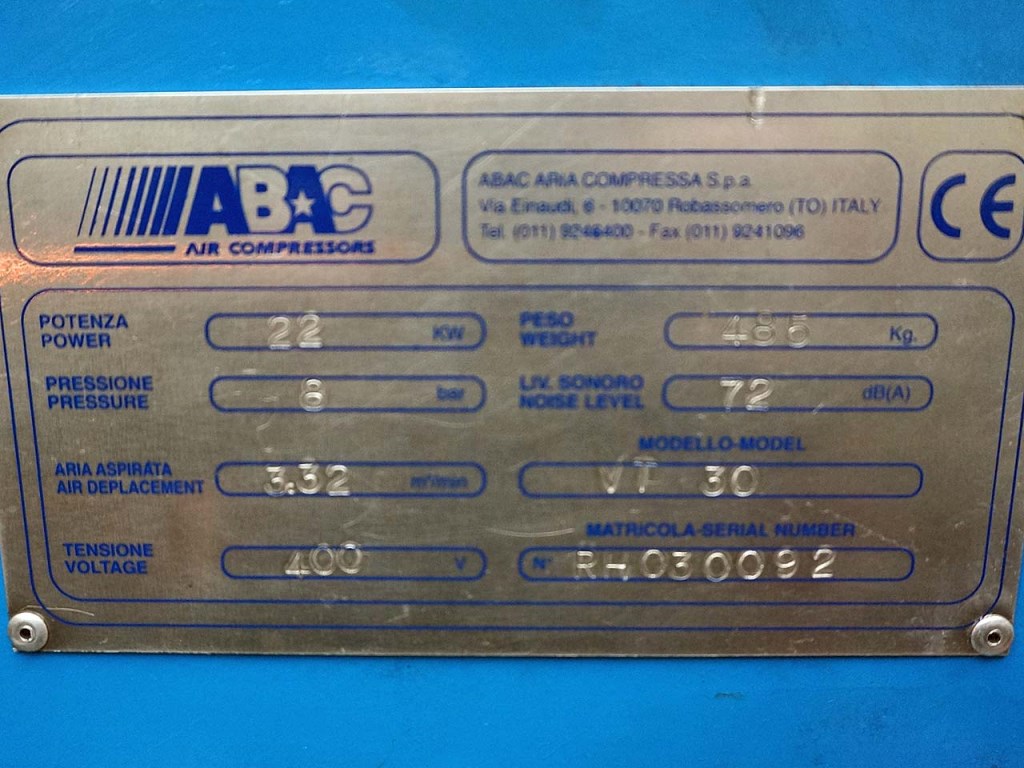 ABAC
AIR COMPRESSORS
ABAC ARIA COMPRESSA S.p.a.
Via Einaudi, 6 - 10070 Robassomero (TO) ITALY
Tel. (011) 9246400 - Fax (011) 9241096
CE
POTENZA
POWER
22 KW
PESO
WEIGHT
485 Kg.
PRESSIONE
PRESSURE
8 bar
LIV. SONORO
NOISE LEVEL
72 dB(A)
ARIA ASPIRATA
AIR DEPLACEMENT
3.32 m³/min
MODELLO-MODEL
VT 30
TENSIONE
VOLTAGE
400 V
MATRICOLA-SERIAL NUMBER
N° RH030092